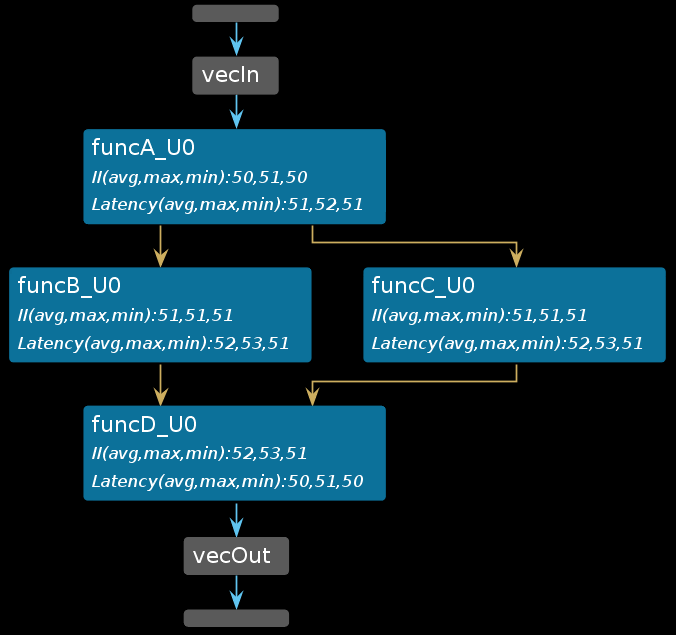 vecIn
funcA_U0
II(avg,max,min):50,51,50
Latency(avg,max,min):51,52,51
funcB_U0
II(avg,max,min):51,51,51
Latency(avg,max,min):52,53,51
funcC_U0
II(avg,max,min):51,51,51
Latency(avg,max,min):52,53,51
funcD_U0
II(avg,max,min):52,53,51
Latency(avg,max,min):50,51,50
vecOut